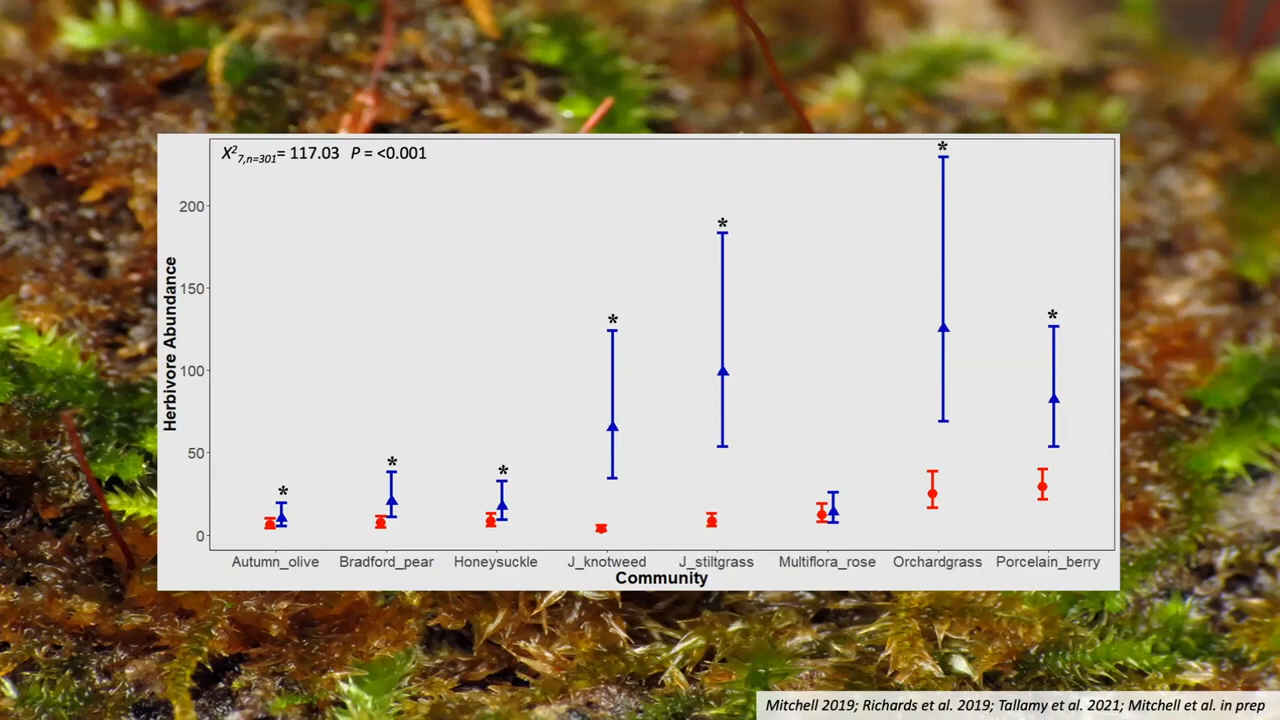 X²7,n=301= 117.03 P = <0.001
*
*
*
*
*
*
*
Herbivore Abundance
200
150
100
50
0
Autumn_olive Bradford_pear Honeysuckle J_knotweed J_stiltgrass Multiflora_rose Orchardgrass Porcelain_berry
Community
Mitchell 2019; Richards et al. 2019; Tallamy et al. 2021; Mitchell et al. in prep